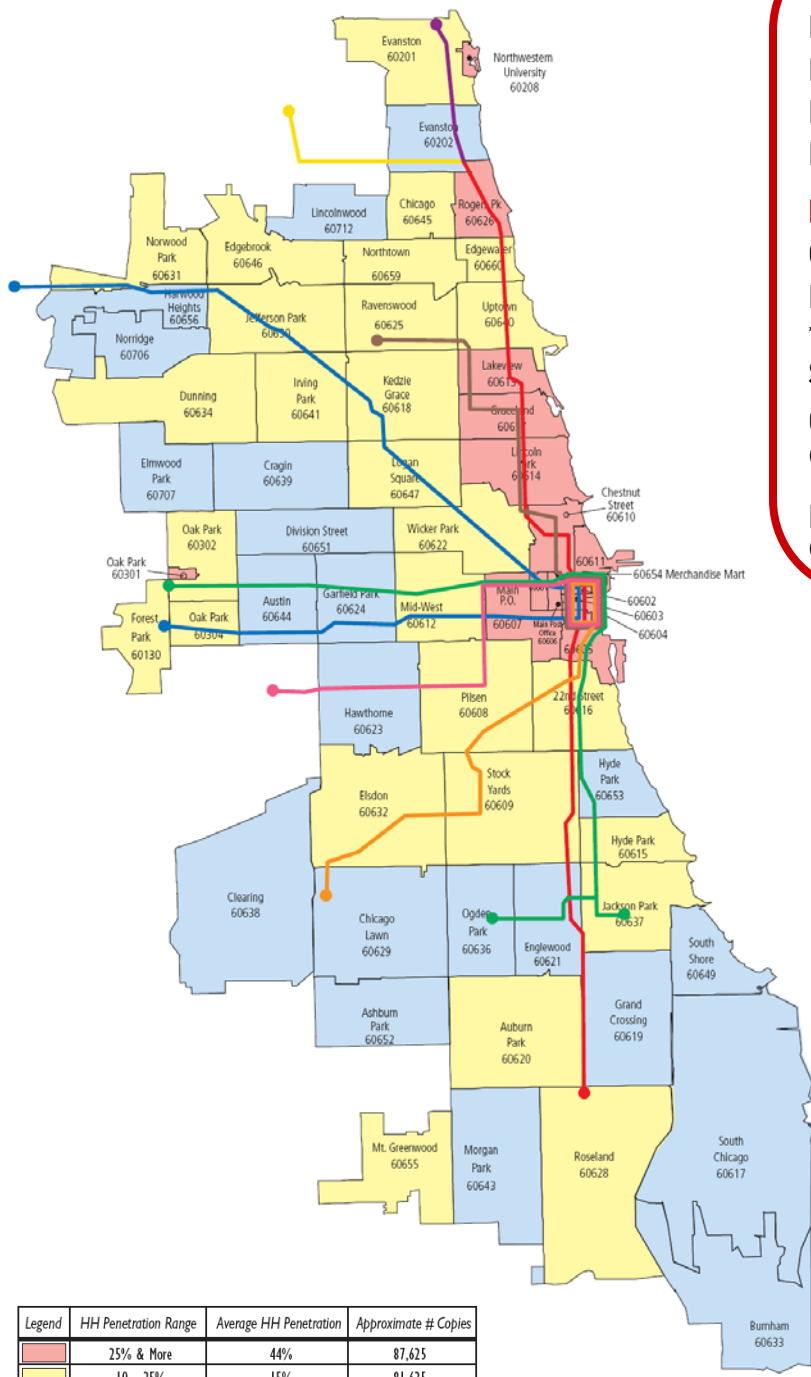 Evanston
60201
Northwestern
University
60208
Evanston
60202
Lincolnwood
60712
Chicago
60645
Rogers Pk
60626
Norwood
Park
60631
Edgebrook
60646
Northtown
60659
Edgewater
60660
Harwood
Heights
60656
Norridge
60706
Jefferson Park
60630
Ravenswood
60625
Uptown
60640
Dunning
60634
Irving
Park
60641
Kedzie
Grace
60618
Lakeview
60613
Graceland
Elmwood
Park
60707
Cragin
60639
Logan
Square
60647
Lincoln
Park
60614
Chestnut
Street
60610
Oak Park
60302
Division Street
60651
Wicker Park
60622
60611
Oak Park
60301
60654 Merchandise Mart
Forest
Park
60130
Oak Park
60304
Austin
60644
Garfield Park
60624
Mid-West
60612
Main
P.O.
60607
Main Post
Office
60606
60602
60603
60604
60605
Hawthorne
60623
Pilsen
60608
22nd Street
60616
Elsdon
60632
Stock
Yards
60609
Hyde
Park
60653
Hyde Park
60615
Clearing
60638
Chicago
Lawn
60629
Ogden
Park
60636
Englewood
60621
Jackson Park
60637
South
Shore
60649
Ashburn
Park
60652
Auburn
Park
60620
Grand
Crossing
60619
Mt. Greenwood
60655
Morgan
Park
60643
Roseland
60628
South
Chicago
60617
Burnham
60633
Legend HH Penetration Range Average HH Penetration Approximate # Copies
25% & More 44% 87,625